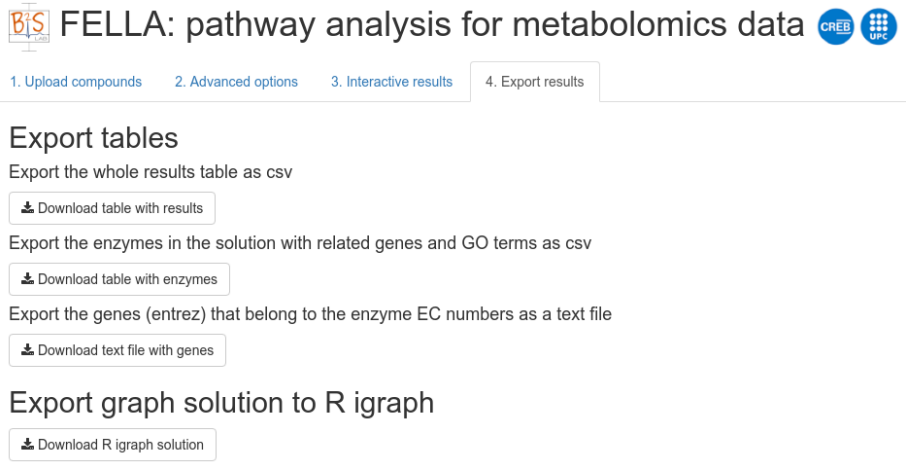 B2S
LAB
FELLA: pathway analysis for metabolomics data
CREB
UPC
1. Upload compounds
2. Advanced options
3. Interactive results
4. Export results
Export tables
Export the whole results table as csv
Download table with results
Export the enzymes in the solution with related genes and GO terms as csv
Download table with enzymes
Export the genes (entrez) that belong to the enzyme EC numbers as a text file
Download text file with genes
Export graph solution to R igraph
Download R igraph solution